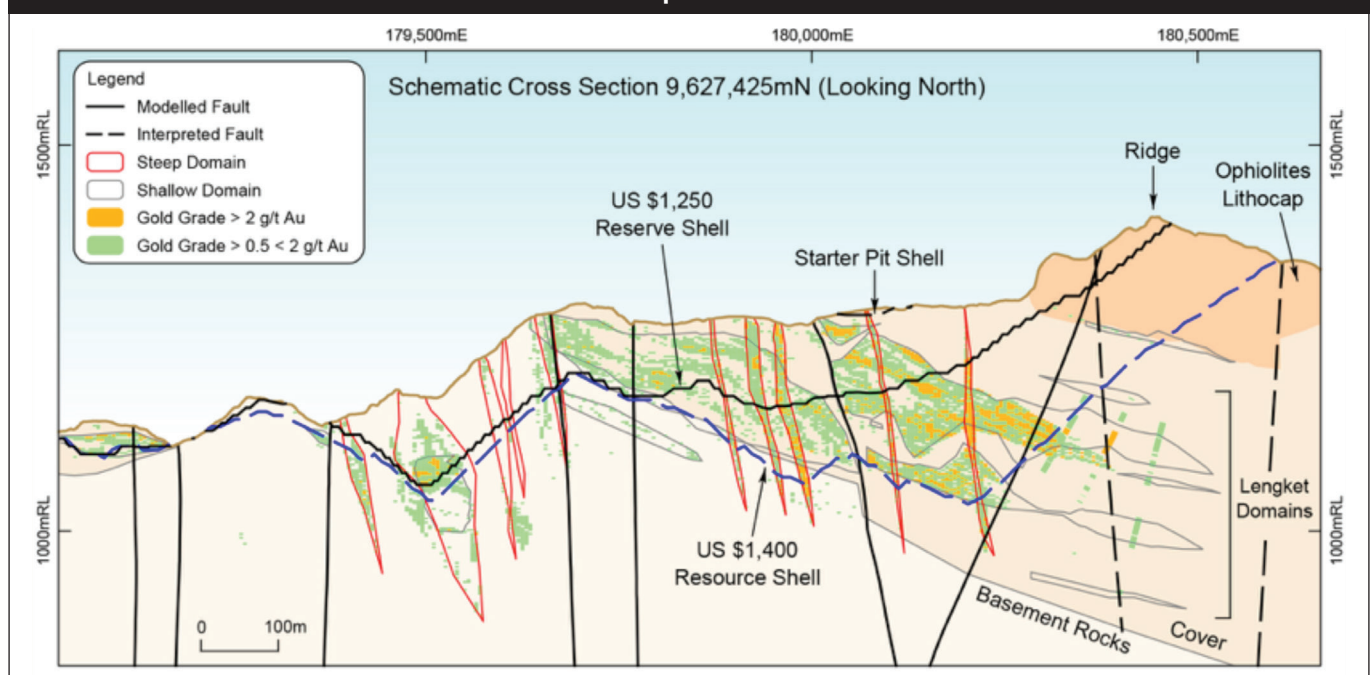 179,500mE
180,000mE
180,500mE
Schematic Cross Section 9,627,425mN (Looking North)
Legend
Modelled Fault
Interpreted Fault
Steep Domain
Shallow Domain
Gold Grade > 2 g/t Au
Gold Grade > 0.5 < 2 g/t Au
1500mRL
1500mRL
Ridge
Ophiolites
Lithocap
US $1,250
Reserve Shell
Starter Pit Shell
Lengket
Domains
1000mRL
1000mRL
US $1,400
Resource Shell
Basement Rocks
Cover
0
100m